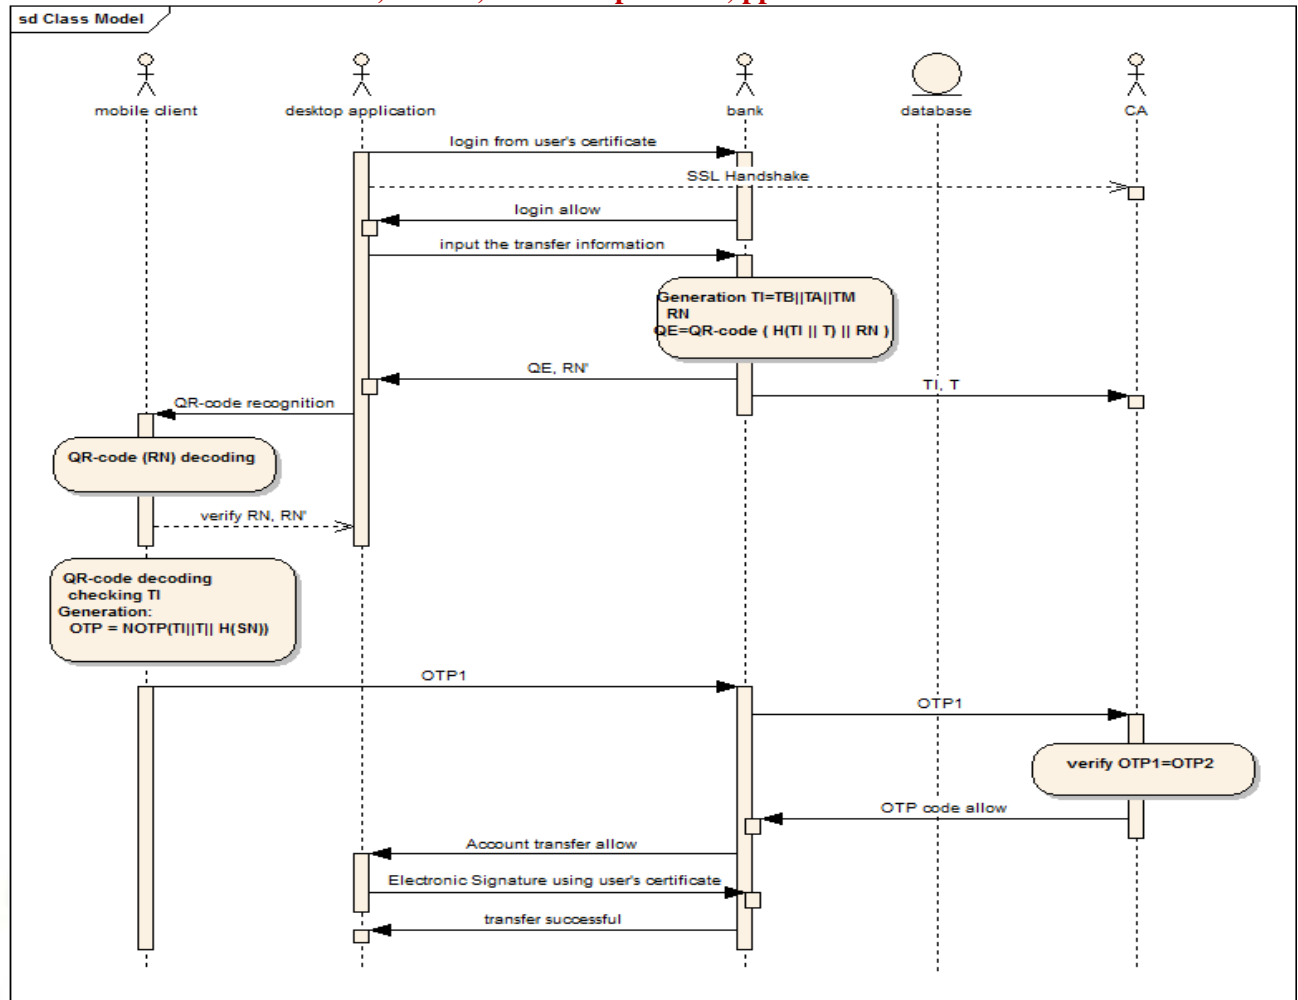 sd Class Model
mobile client
desktop application
bank
database
CA
login from user's certificate
SSL Handshake
login allow
input the transfer information
Generation TI=TB||TA||TM
RN
QE=QR-code ( H(TI || T) || RN )
QE, RN'
TI, T
QR-code recognition
QR-code (RN) decoding
verify RN, RN'
QR-code decoding
checking TI
Generation:
OTP = NOTP(TI||T|| H(SN))
OTP1
OTP1
verify OTP1=OTP2
OTP code allow
Account transfer allow
Electronic Signature using user's certificate
transfer successful